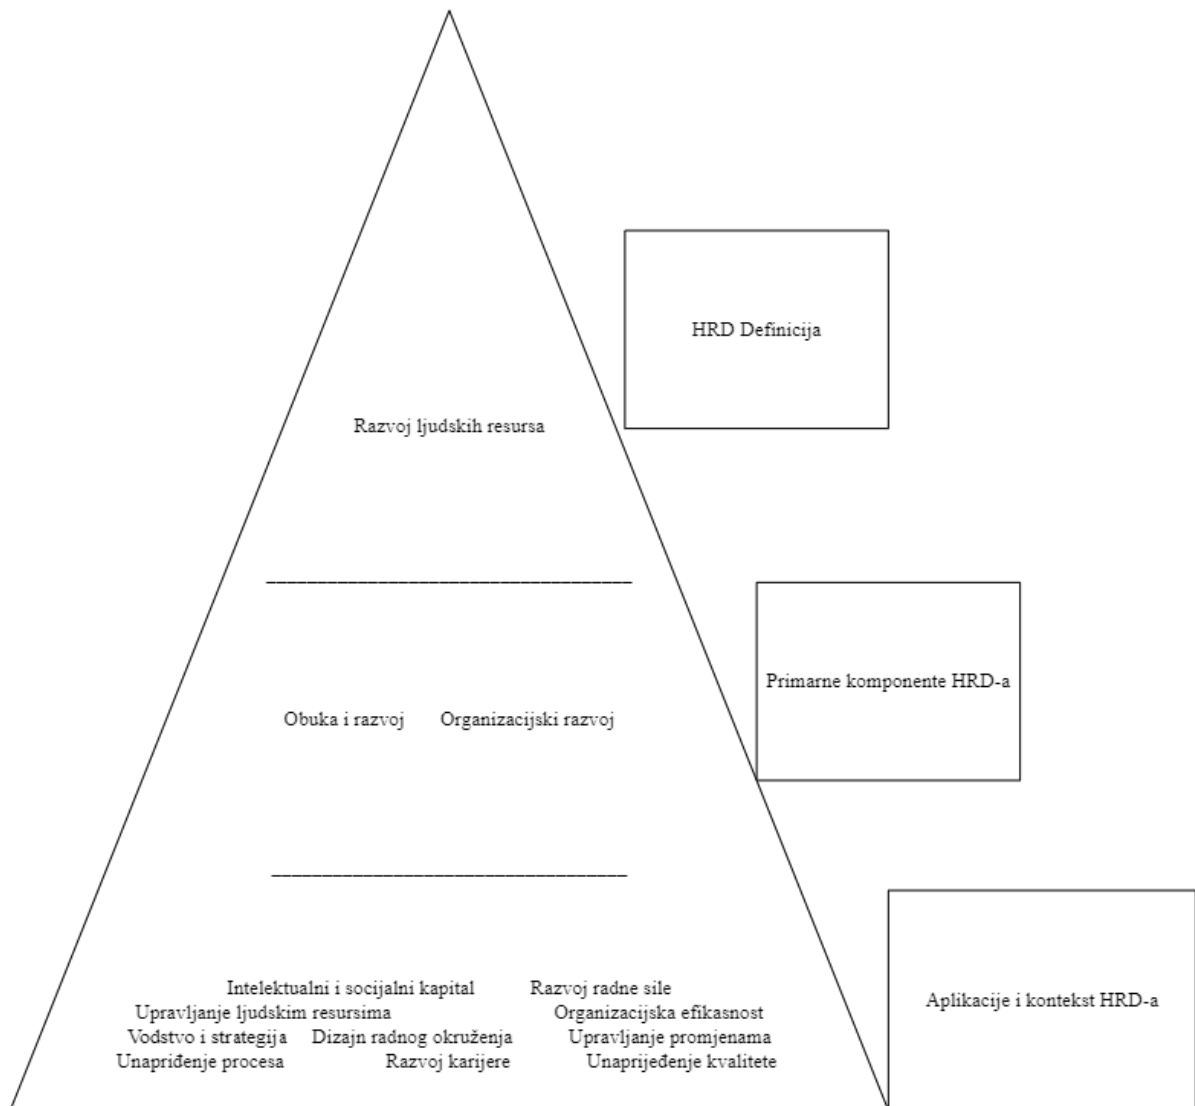 HRD Definicija
Razvoj ljudskih resursa
Primarne komponente HRD-a
Obuka i razvoj Organizacijski razvoj
Intelektualni i socijalni kapital Razvoj radne sile
Upravljanje ljudskim resursima Organizacijska efikasnost
Aplikacije i kontekst HRD-a
Vodstvo i strategija Dizajn radnog okruženja Upravljanje promjenama
Unapriđenje procesa Razvoj karijere Unaprijeđenje kvalitete